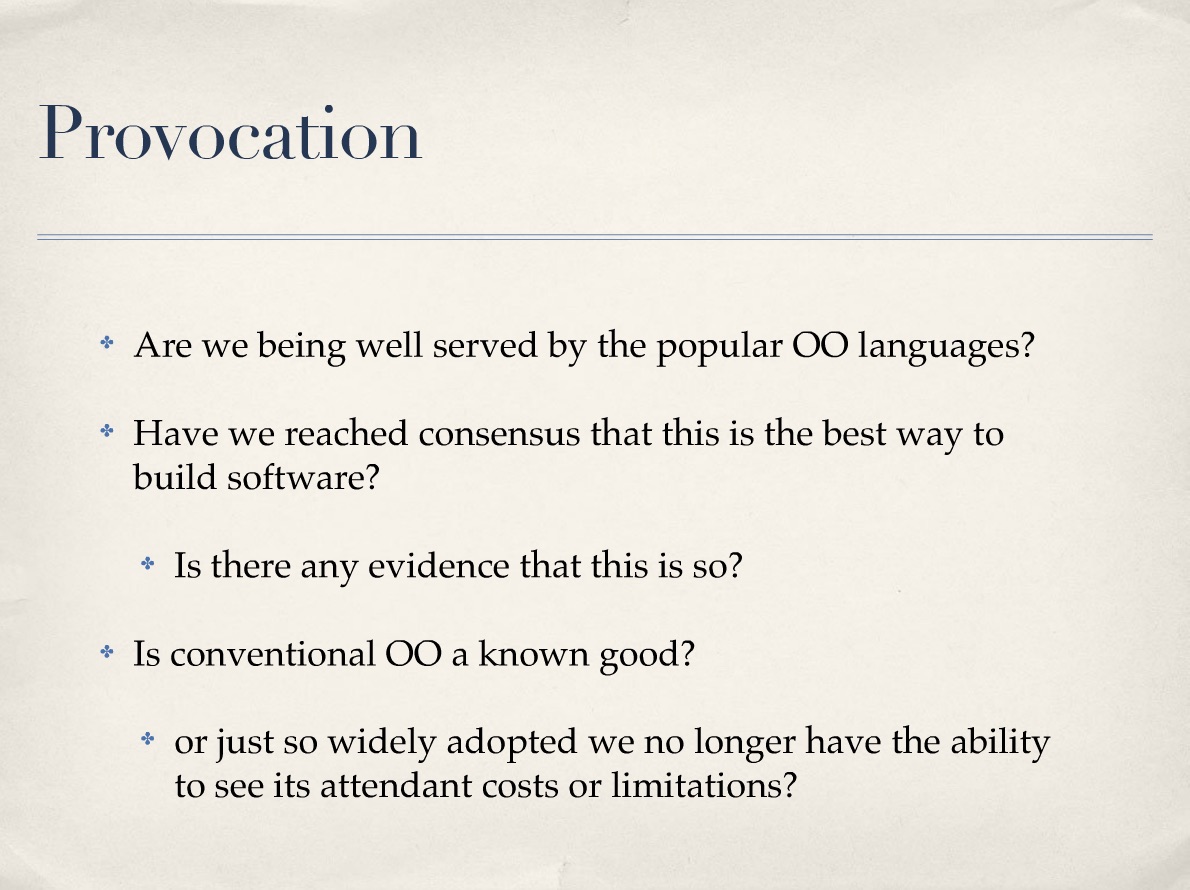 Provocation
Are we being well served by the popular OO languages?
Have we reached consensus that this is the best way to
build software?
Is there any evidence that this is so?
Is conventional OO a known good?
or just so widely adopted we no longer have the ability
to see its attendant costs or limitations?